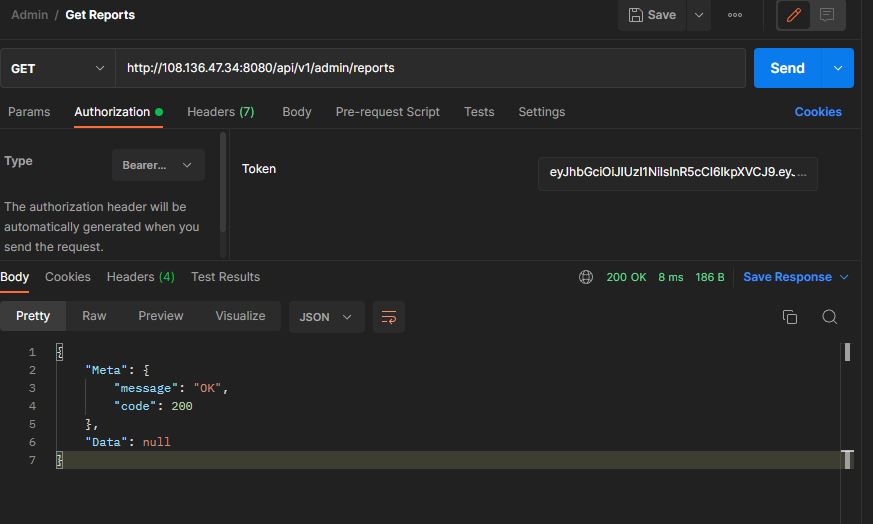 Admin / Get Reports
Save
GET
http://108.136.47.34:8080/api/v1/admin/reports
Send
Params Authorization Headers (7) Body Pre-request Script Tests Settings Cookies
Type
Bearer...
Token
eyJhbGciOiJIUzI1NiIsInR5cCI6IkpXVCJ9.ey. ...
The authorization header will be
automatically generated when you
send the request.
Body Cookies Headers (4) Test Results 200 OK 8 ms 186 B Save Response
Pretty Raw Preview Visualize JSON
1 {
2 "Meta": {
3 "message": "OK",
4 "code": 200
5 },
6 "Data": null
7 }